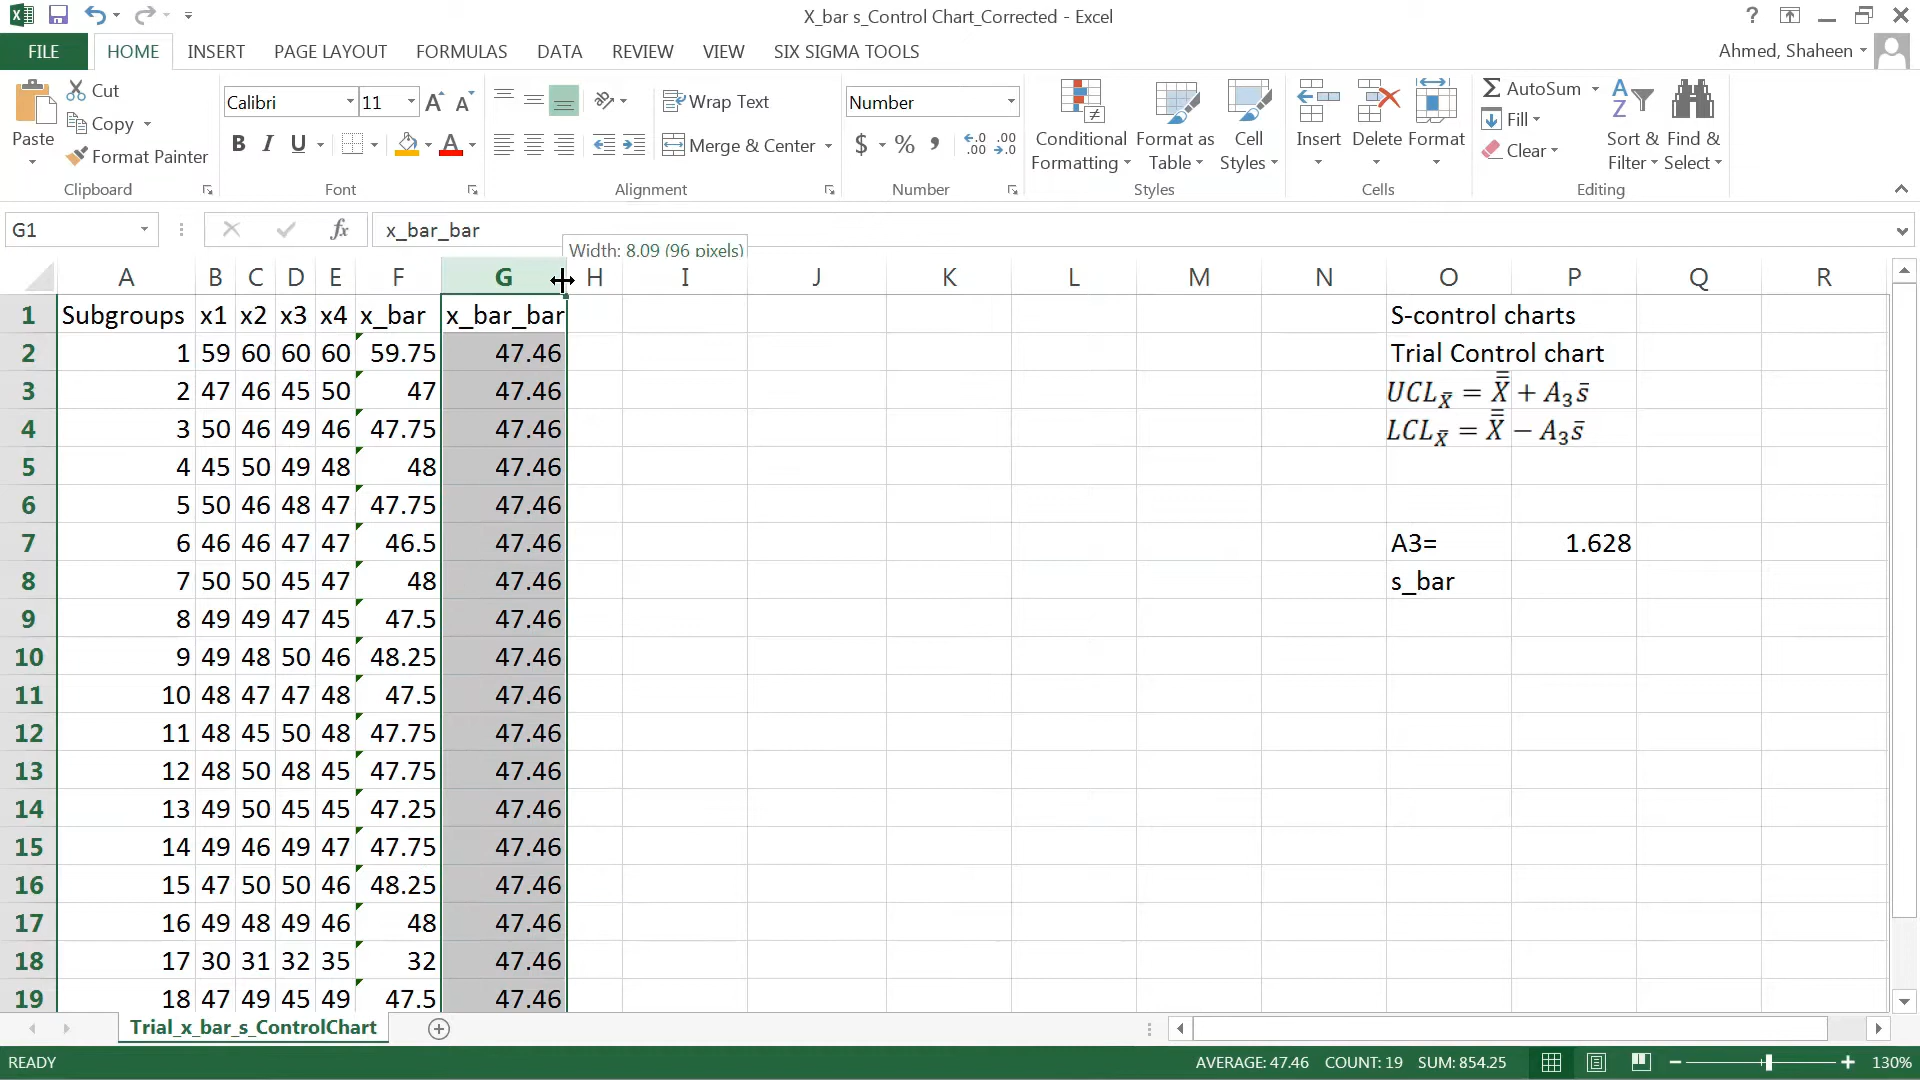 X_bar s_Control Chart_Corrected - Excel
FILE HOME INSERT PAGE LAYOUT FORMULAS DATA REVIEW VIEW SIX SIGMA TOOLS Ahmed, Shaheen
Paste Cut Copy Format Painter Clipboard
Calibri 11 B I U A Font
Wrap Text Merge & Center Alignment
Number $ % , Number
Conditional Formatting Format as Table Cell Styles Styles
Insert Delete Format Cells
AutoSum Fill Clear Sort & Filter Find & Select Editing
G1 fx x_bar_bar
Width: 8.09 (96 pixels)
A B C D E F G H I J K L M N O P Q R
1 Subgroups x1 x2 x3 x4 x_bar x_bar_bar S-control charts
2 1 59 60 60 60 59.75 47.46 Trial Control chart
3 2 47 46 45 50 47 47.46 UCL_X̄ = X̿ + A₃s̄
4 3 50 46 49 46 47.75 47.46 LCL_X̄ = X̿ − A₃s̄
5 4 45 50 49 48 48 47.46
6 5 50 46 48 47 47.75 47.46
7 6 46 46 47 47 46.5 47.46 A3= 1.628
8 7 50 50 45 47 48 47.46 s_bar
9 8 49 49 47 45 47.5 47.46
10 9 49 48 50 46 48.25 47.46
11 10 48 47 47 48 47.5 47.46
12 11 48 45 50 48 47.75 47.46
13 12 48 50 48 45 47.75 47.46
14 13 49 50 45 45 47.25 47.46
15 14 49 46 49 47 47.75 47.46
16 15 47 50 50 46 48.25 47.46
17 16 49 48 49 46 48 47.46
18 17 30 31 32 35 32 47.46
19 18 47 49 45 49 47.5 47.46
Trial_x_bar_s_ControlChart
READY AVERAGE: 47.46 COUNT: 19 SUM: 854.25 130%